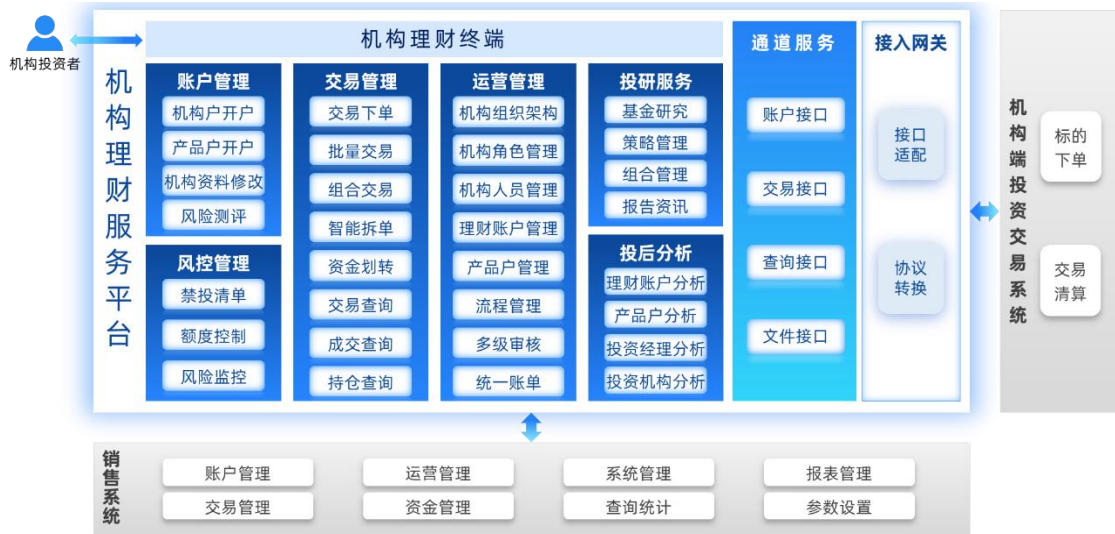 机构投资者
机构理财服务平台
机构理财终端
账户管理
机构户开户
产品户开户
机构资料修改
风险测评
风控管理
禁投清单
额度控制
风险监控
交易管理
交易下单
批量交易
组合交易
智能拆单
资金划转
交易查询
成交查询
持仓查询
运营管理
机构组织架构
机构角色管理
机构人员管理
理财账户管理
产品户管理
流程管理
多级审核
统一账单
投研服务
基金研究
策略管理
组合管理
报告资讯
投后分析
理财账户分析
产品户分析
投资经理分析
投资机构分析
通道服务
账户接口
交易接口
查询接口
文件接口
接入网关
接口
适配
协议
转换
机构端投资交易系统
标的
下单
交易
清算
销售系统
账户管理
运营管理
系统管理
报表管理
交易管理
资金管理
查询统计
参数设置